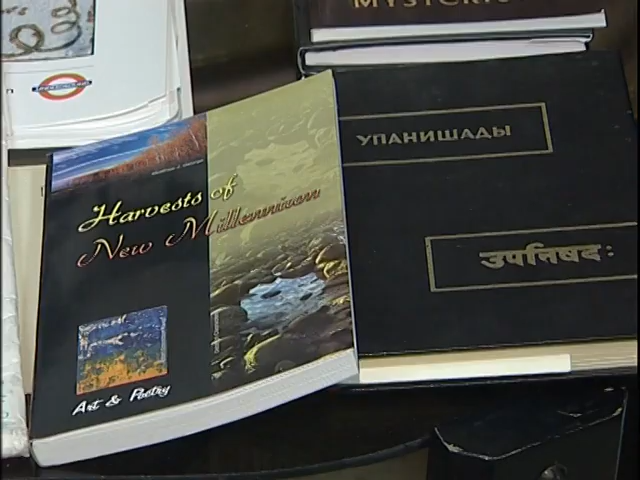 MYSTERI
УПАНИШАДЫ
उपनिषद:
Harvests of
New Millennium
Art & Poetry